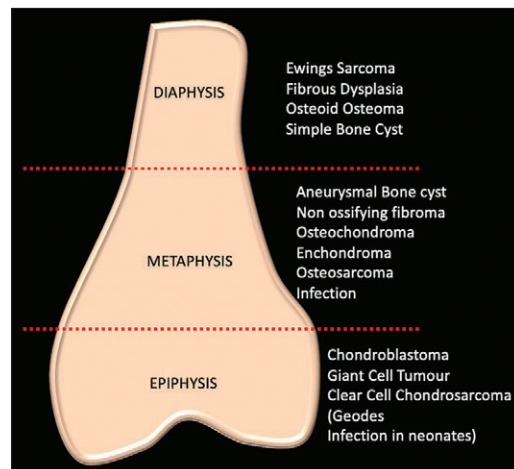 DIAPHYSIS
Ewings Sarcoma
Fibrous Dysplasia
Osteoid Osteoma
Simple Bone Cyst
METAPHYSIS
Aneurysmal Bone cyst
Non ossifying fibroma
Osteochondroma
Enchondroma
Osteosarcoma
Infection
EPIPHYSIS
Chondroblastoma
Giant Cell Tumour
Clear Cell Chondrosarcoma
(Geodes
Infection in neonates)